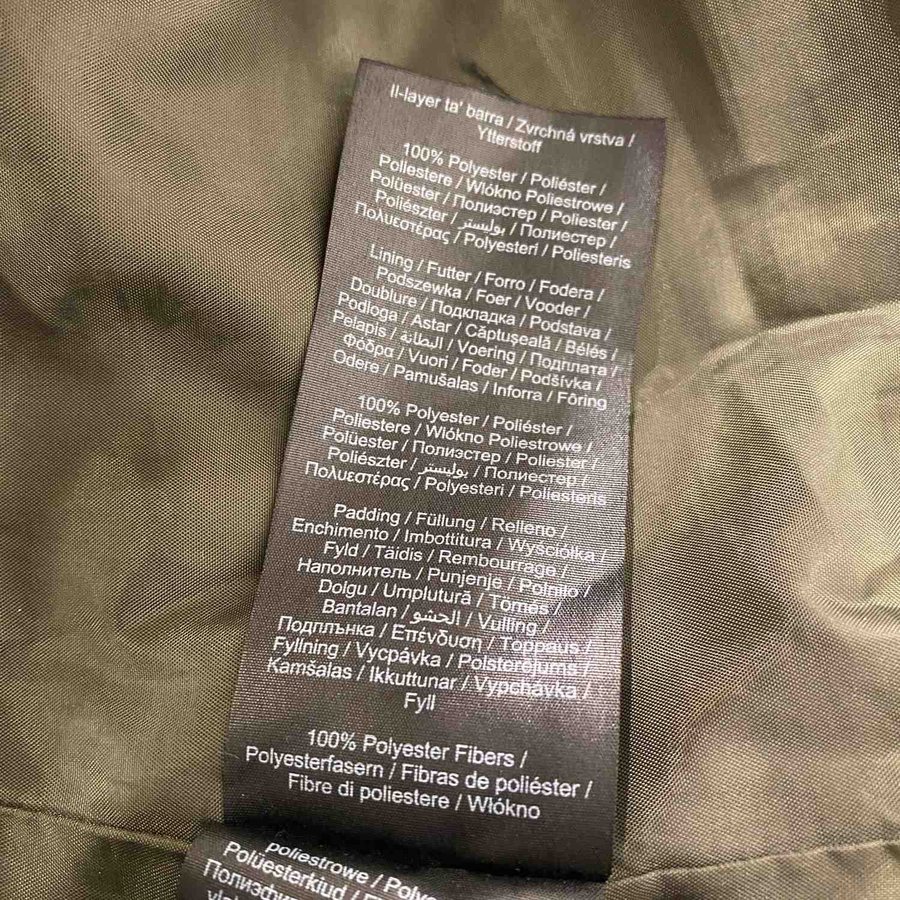 Il-layer ta' barra / Zvrchná vrstva /
Ytterstoff
100% Polyester / Poliéster /
Poliestere / Wlókno Poliestrowe /
Polüester / Полиэстер / Poliester /
Poliészter / بوليستر / Полиестер /
Πολυεστέρας / Polyesteri / Poliesteris
Lining / Futter / Forro / Fodera /
Podszewka / Foer / Vooder /
Doublure / Подкладка / Podstava /
Podloga / Astar / Căptușeală / Bélés /
Pelapis / البطانة / Voering / Подплата /
Φόδρα / Vuori / Foder / Podšívka /
Odere / Pamušalas / Inforra / Fôring
100% Polyester / Poliéster /
Poliestere / Wlókno Poliestrowe /
Polüester / Полиэстер / Poliester /
Poliészter / بوليستر / Полиестер /
Πολυεστέρας / Polyesteri / Poliesteris
Padding / Füllung / Relleno /
Enchimento / Imbottitura / Wysciólka /
Fyld / Täidis / Rembourrage /
Наполнитель / Punjenje / Polnilo /
Dolgu / Umplutură / Tömés /
Bantalan / الحشو / Vulling /
Подплънка / Επένδυση / Toppaus /
Fyllning / Vycpávka / Polsterējums /
Kamšalas / Ikkuttunar / Vypchávka /
Fyll
100% Polyester Fibers /
Polyesterfasern / Fibras de poliéster /
Fibre di poliestere / Wlókno
poliestrowe /
Polüesterkiud /